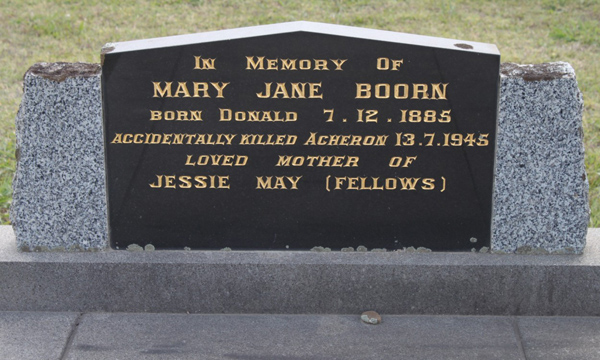 IN MEMORY OF
MARY JANE BOORN
BORN DONALD 7.12.1885
ACCIDENTALLY KILLED ACHERON 13.7.1945
LOVED MOTHER OF
JESSIE MAY (FELLOWS)